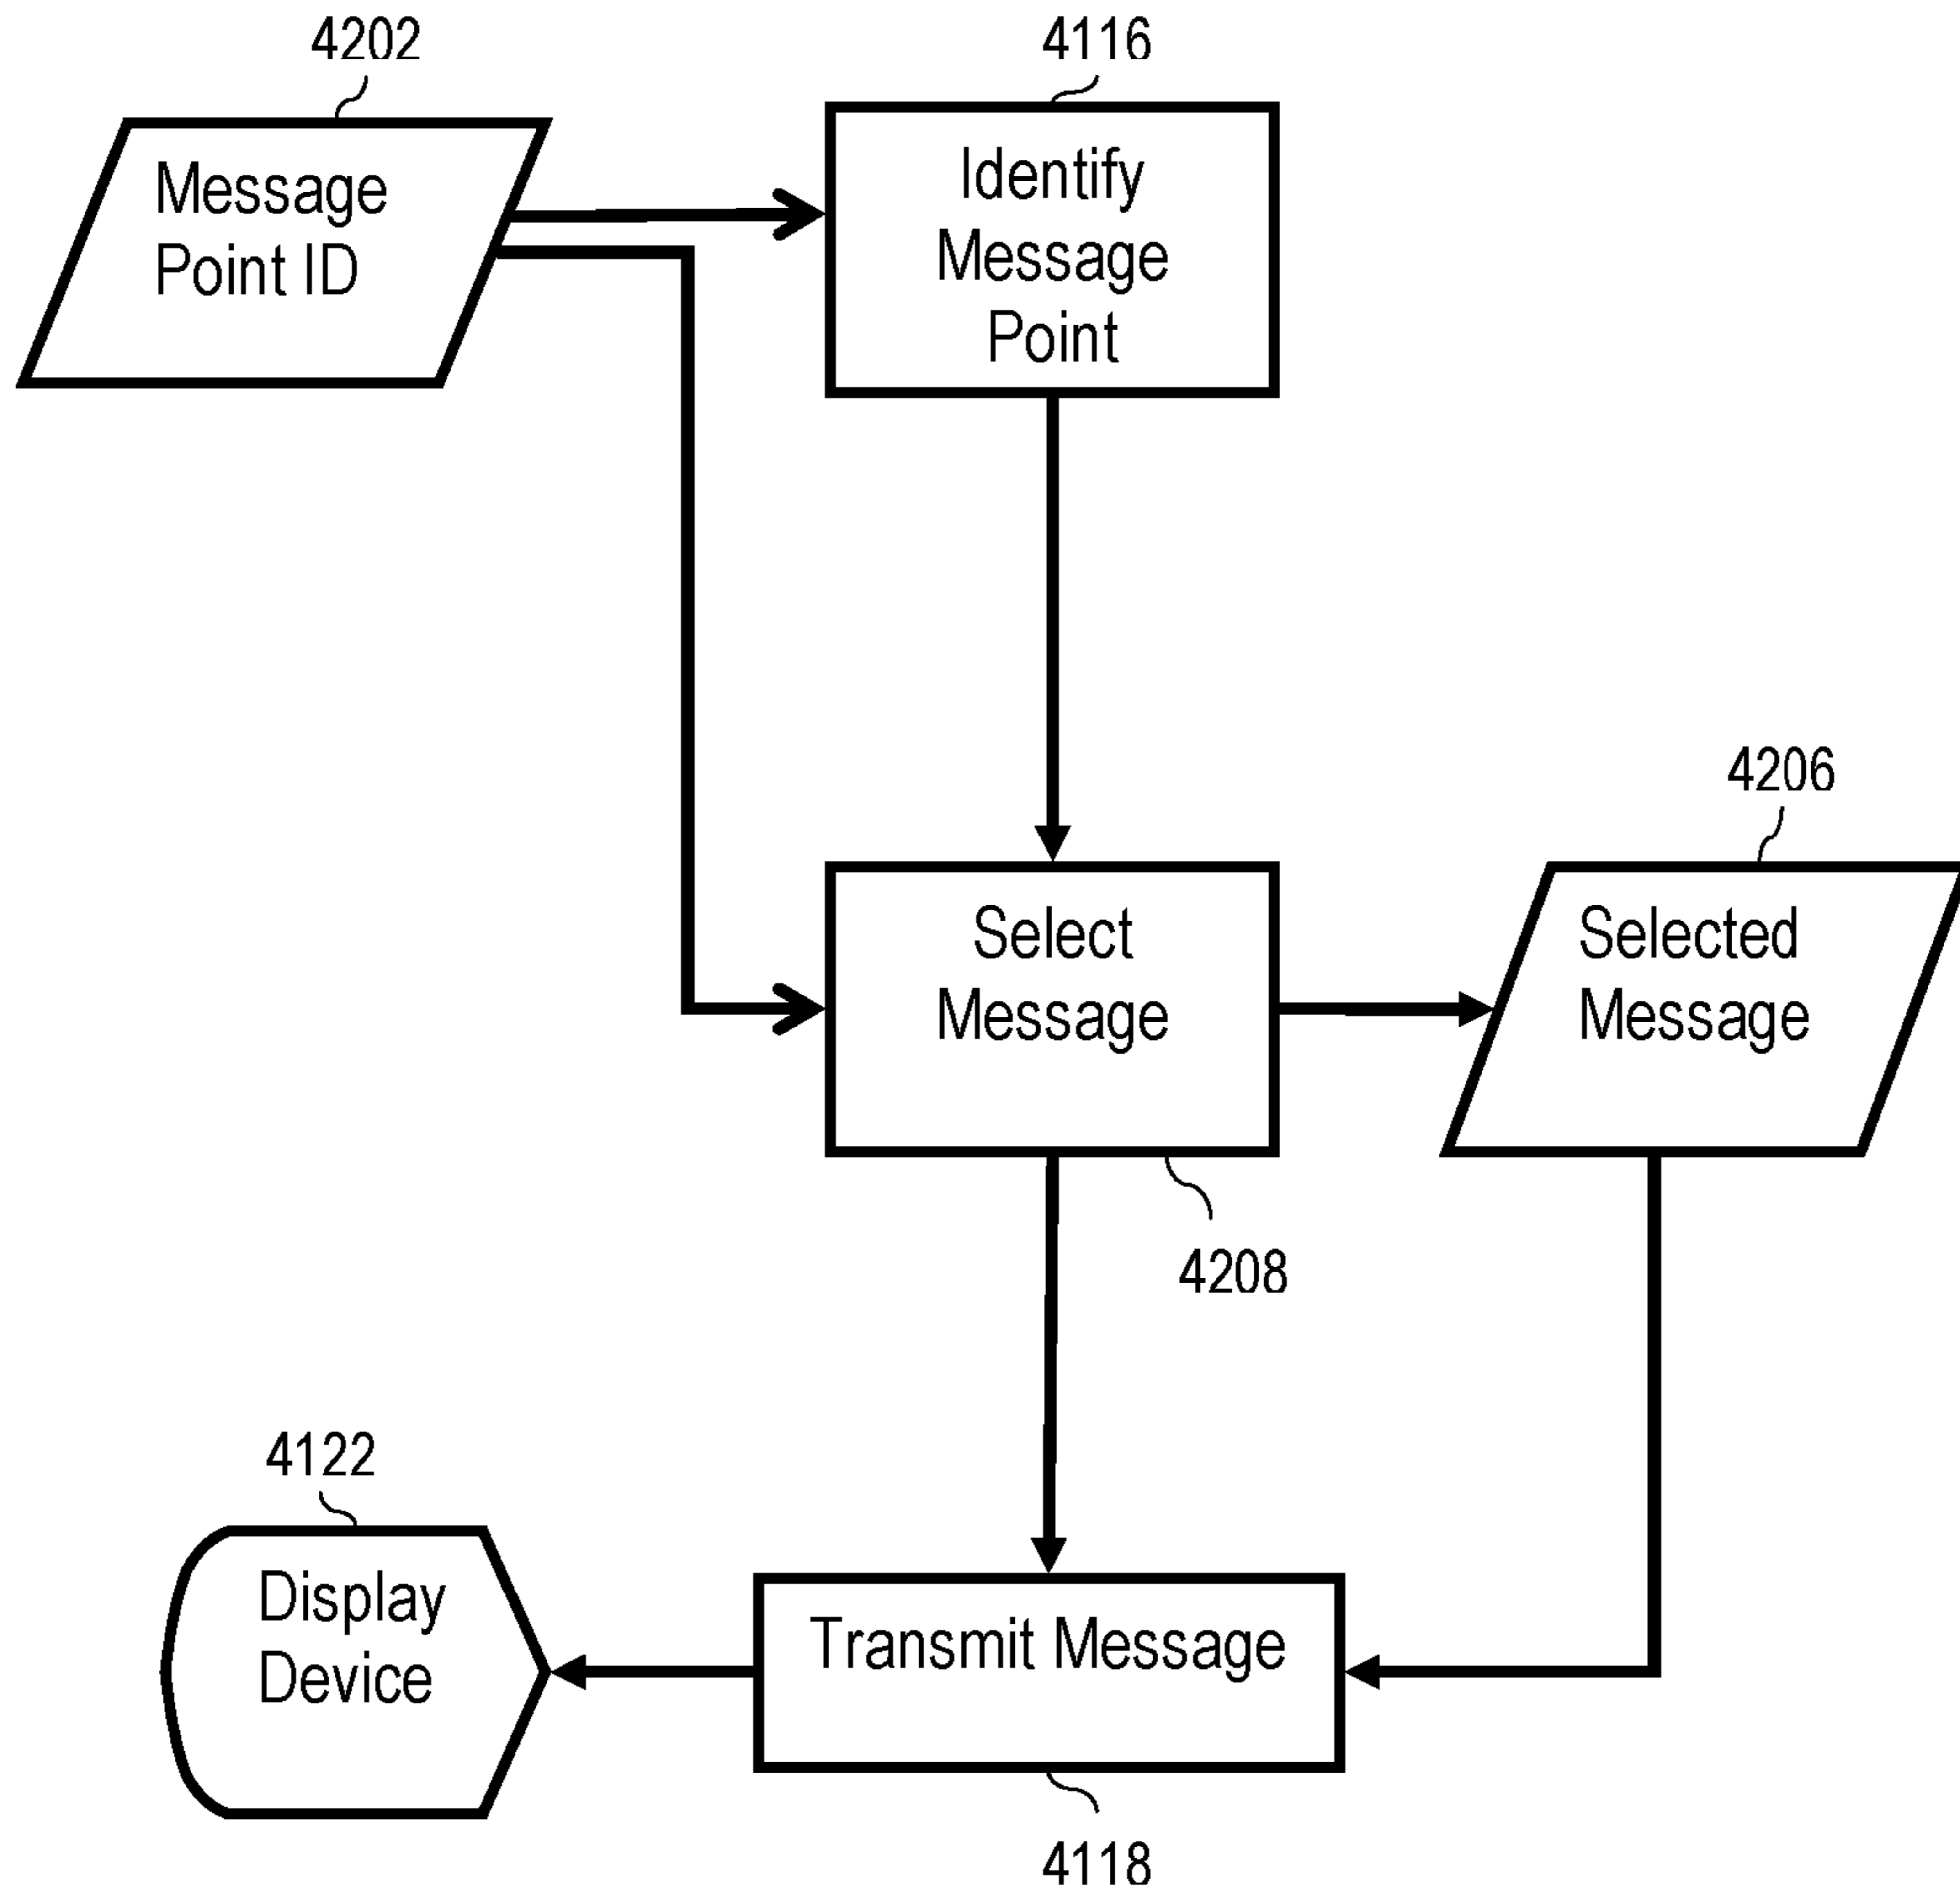 4202
Message
Point ID
4116
Identify
Message
Point
4206
Select
Message
Selected
Message
4208
4122
Display
Device
Transmit Message
4118